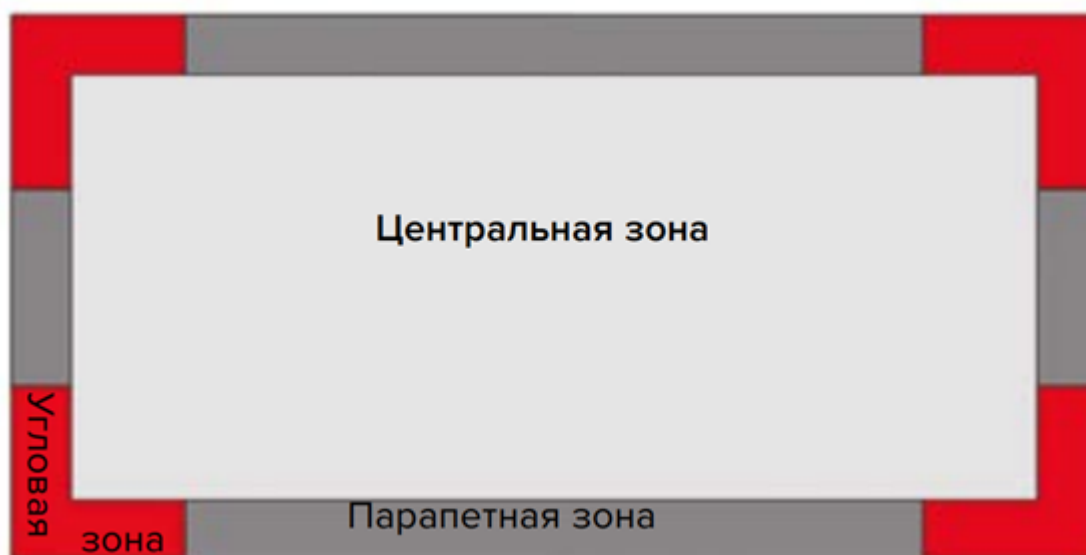 Центральная зона
Угловая
зона
Парапетная зона